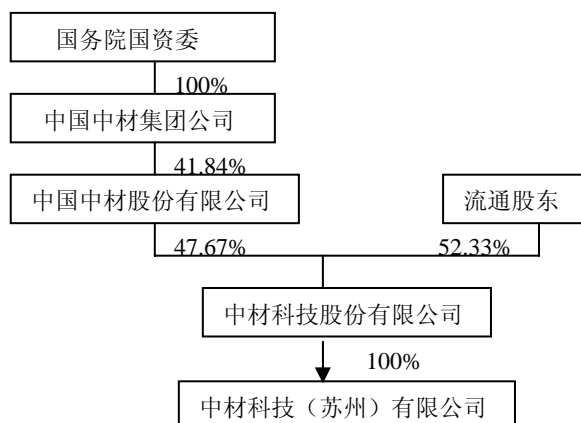 国务院国资委
100%
中国中材集团公司
41.84%
中国中材股份有限公司
流通股东
47.67%
52.33%
中材科技股份有限公司
100%
中材科技（苏州）有限公司